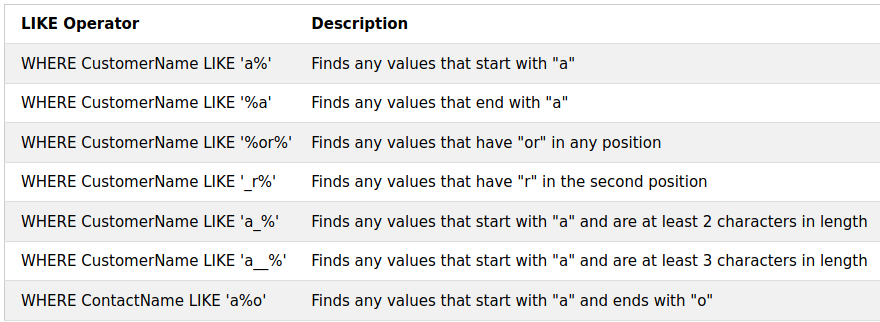 LIKE Operator Description
WHERE CustomerName LIKE 'a%' Finds any values that start with "a"
WHERE CustomerName LIKE '%a' Finds any values that end with "a"
WHERE CustomerName LIKE '%or%' Finds any values that have "or" in any position
WHERE CustomerName LIKE '_r%' Finds any values that have "r" in the second position
WHERE CustomerName LIKE 'a_%' Finds any values that start with "a" and are at least 2 characters in length
WHERE CustomerName LIKE 'a__%' Finds any values that start with "a" and are at least 3 characters in length
WHERE ContactName LIKE 'a%o' Finds any values that start with "a" and ends with "o"